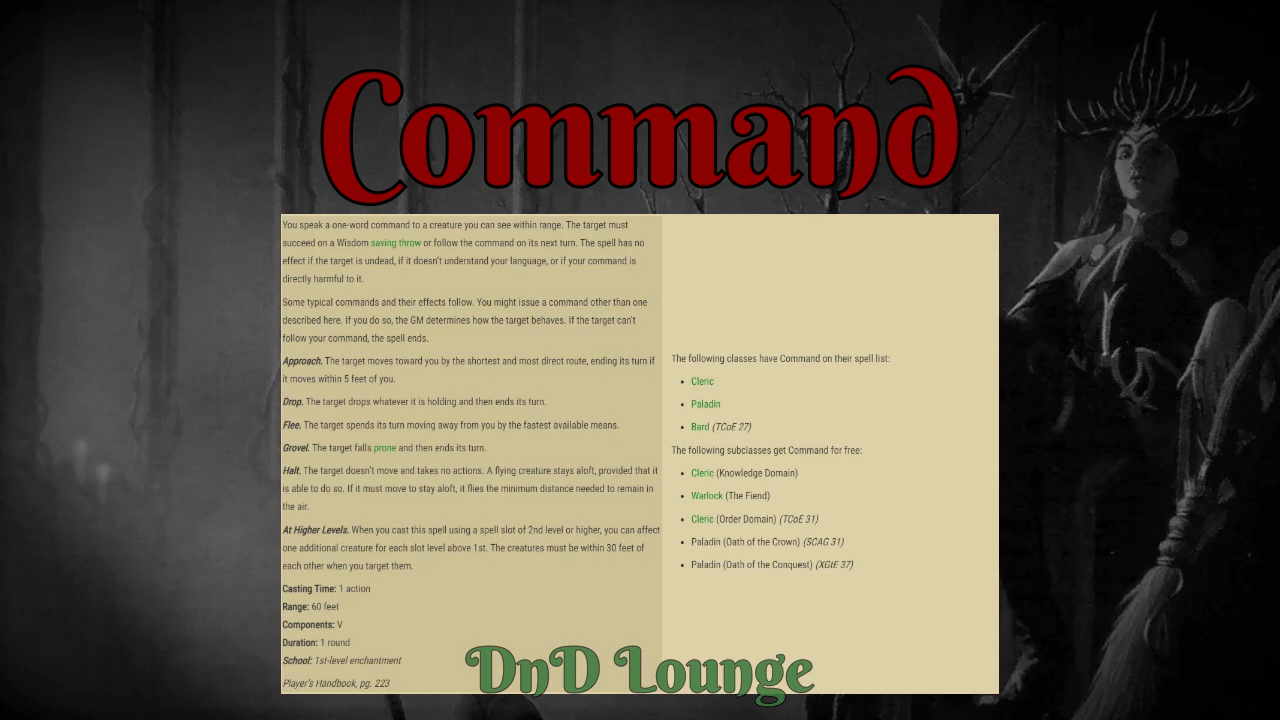 Command
You speak a one-word command to a creature you can see within range. The target must
succeed on a Wisdom saving throw or follow the command on its next turn. The spell has no
effect if the target is undead, if it doesn't understand your language, or if your command is
directly harmful to it.
Some typical commands and their effects follow. You might issue a command other than one
described here. If you do so, the GM determines how the target behaves. If the target can't
follow your command, the spell ends.
Approach. The target moves toward you by the shortest and most direct route, ending its turn if
it moves within 5 feet of you.
Drop. The target drops whatever it is holding and then ends its turn.
Flee. The target spends its turn moving away from you by the fastest available means.
Grovel. The target falls prone and then ends its turn.
Halt. The target doesn't move and takes no actions. A flying creature stays aloft, provided that it
is able to do so. If it must move to stay aloft, it flies the minimum distance needed to remain in
the air.
At Higher Levels. When you cast this spell using a spell slot of 2nd level or higher, you can affect
one additional creature for each slot level above 1st. The creatures must be within 30 feet of
each other when you target them.
Casting Time: 1 action
Range: 60 feet
Components: V
Duration: 1 round
School: 1st-level enchantment
Player's Handbook, pg. 223
The following classes have Command on their spell list:
• Cleric
• Paladin
• Bard (TCoE 27)
The following subclasses get Command for free:
• Cleric (Knowledge Domain)
• Warlock (The Fiend)
• Cleric (Order Domain) (TCoE 31)
• Paladin (Oath of the Crown) (SCAG 31)
• Paladin (Oath of the Conquest) (XGtE 37)
DnD Lounge